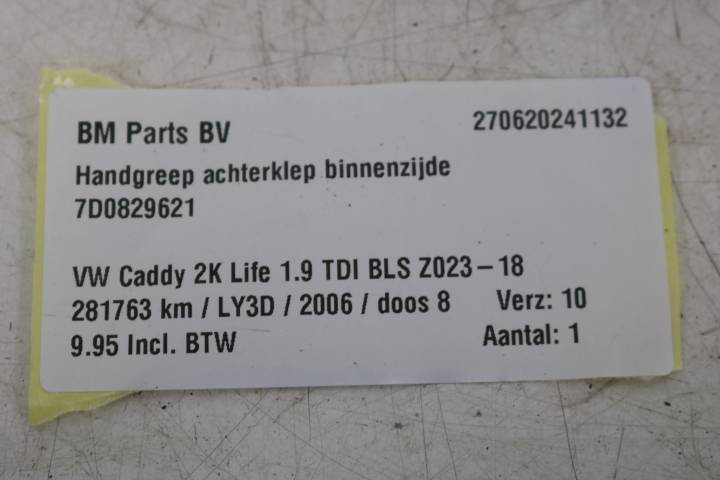 BM Parts BV 270620241132
Handgreep achterklep binnenzijde
7D0829621
VW Caddy 2K Life 1.9 TDI BLS Z023-18
281763 km / LY3D / 2006 / doos 8 Verz: 10
9.95 Incl. BTW Aantal: 1